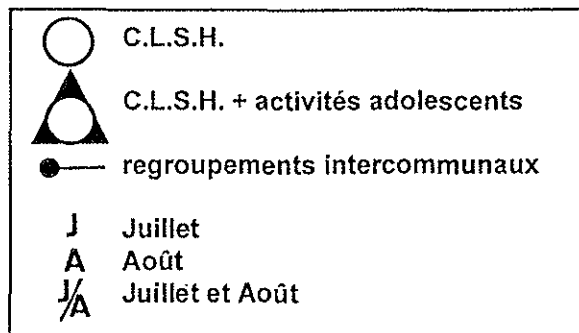 C.L.S.H.
C.L.S.H. + activités adolescents
regroupements intercommunaux
J Juillet
A Août
J/A Juillet et Août